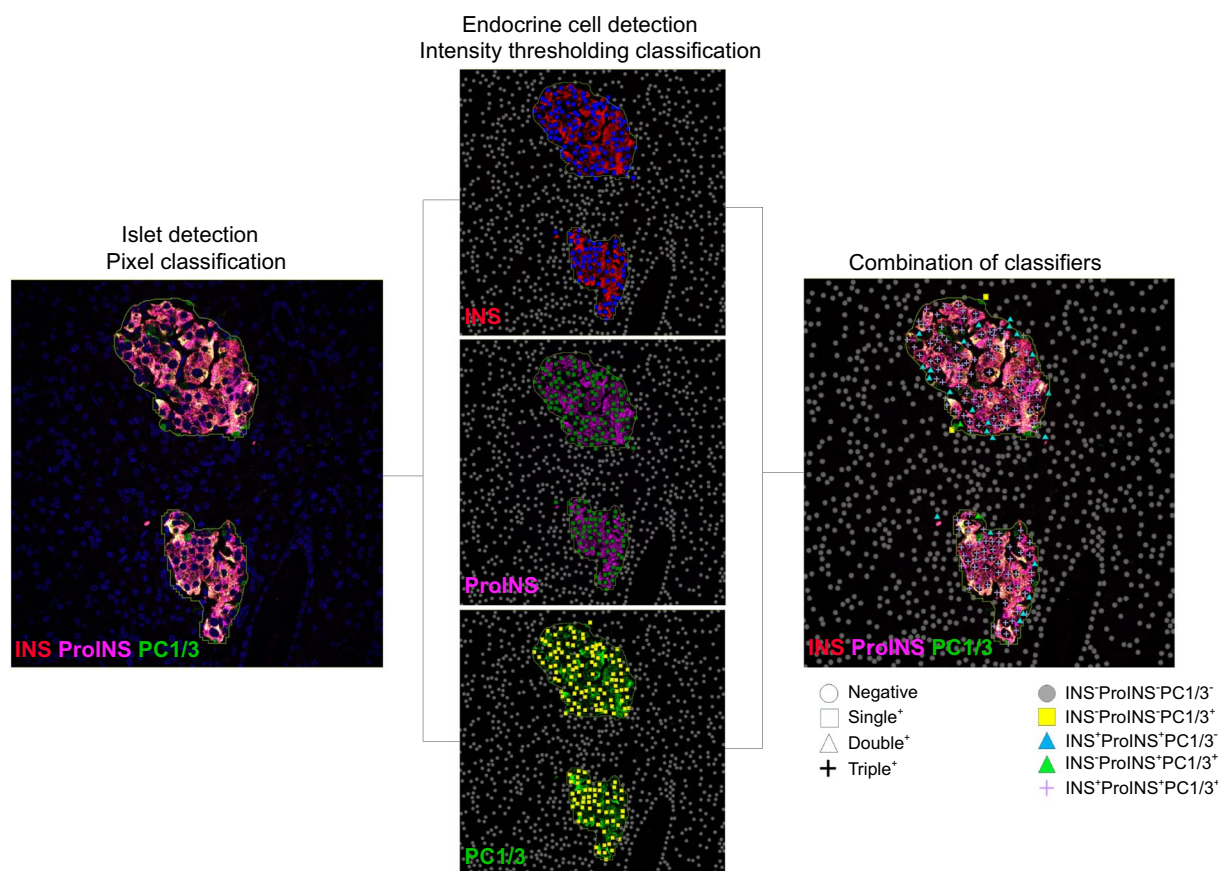 Endocrine cell detection
Intensity thresholding classification
INS
Islet detection
Pixel classification
INS ProINS PC1/3
ProINS
PC1/3
Combination of classifiers
INS ProINS PC1/3
Negative
Single⁺
Double⁺
Triple⁺
INS⁻ProINS⁻PC1/3⁻
INS⁻ProINS⁻PC1/3⁺
INS⁺ProINS⁺PC1/3⁻
INS⁻ProINS⁺PC1/3⁺
INS⁺ProINS⁺PC1/3⁺